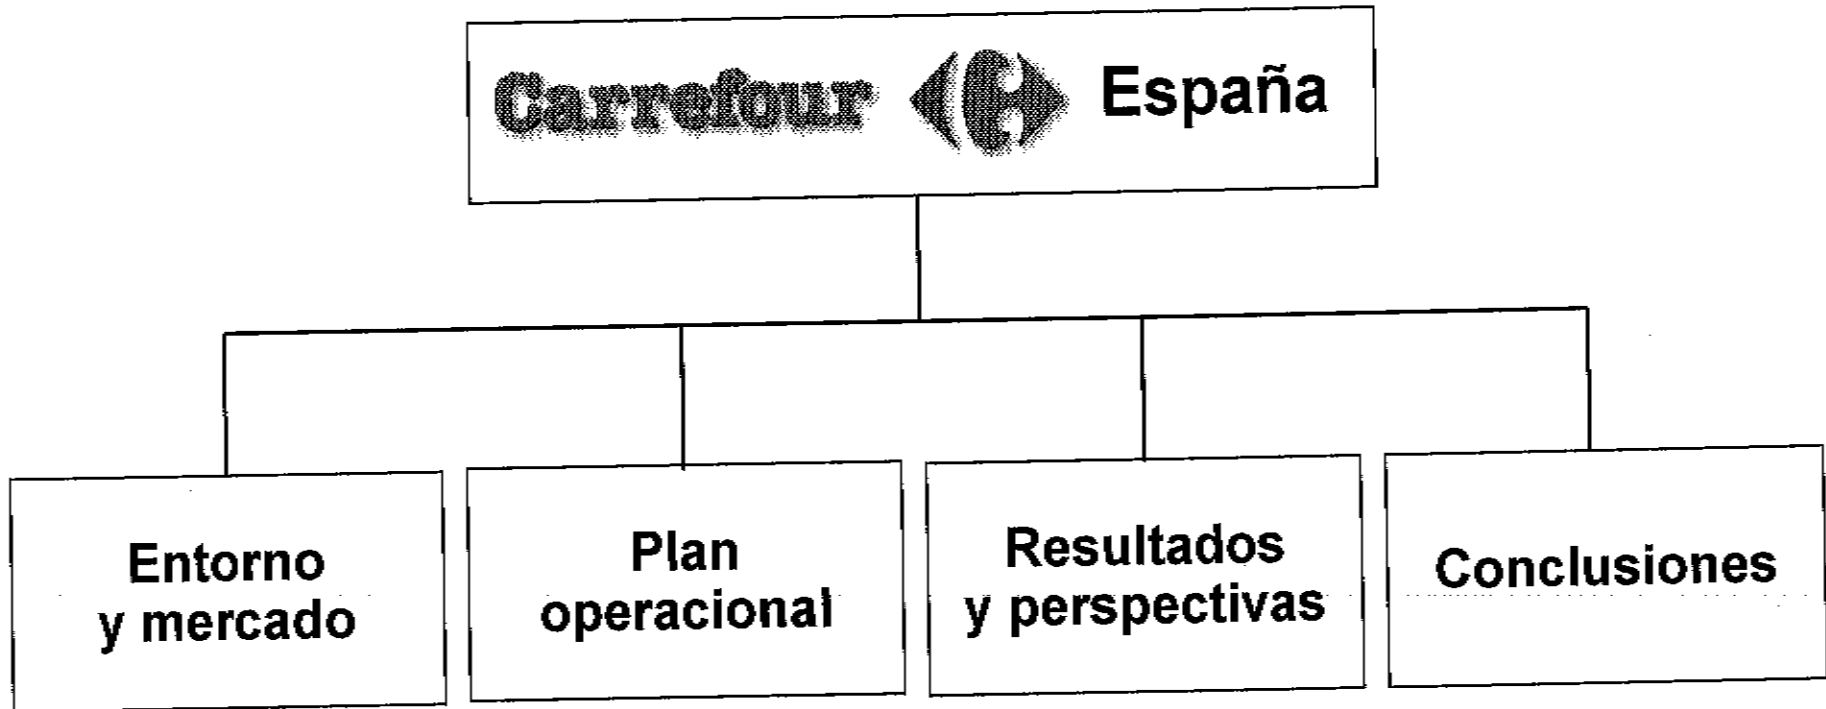 Carrefour España
Entorno
y mercado
Plan
operacional
Resultados
y perspectivas
Conclusiones